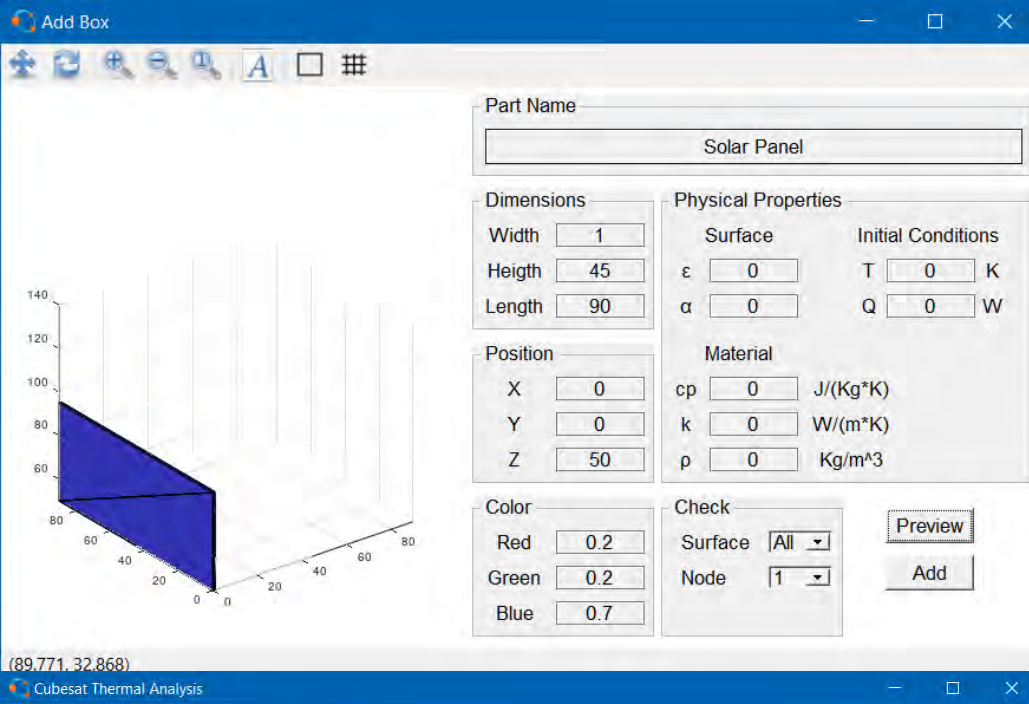 Add Box
A
Part Name
Solar Panel
Dimensions
Width 1
Heigth 45
Length 90
Physical Properties
Surface Initial Conditions
ε 0 T 0 K
α 0 Q 0 W
Material
cp 0 J/(Kg*K)
k 0 W/(m*K)
ρ 0 Kg/m^3
Position
X 0
Y 0
Z 50
Color
Red 0.2
Green 0.2
Blue 0.7
Check
Surface All
Node 1
Preview
Add
140
120
100
80
60
80
60
40
20
0
0
20
40
60
80
(89.771, 32.868)
Cubesat Thermal Analysis